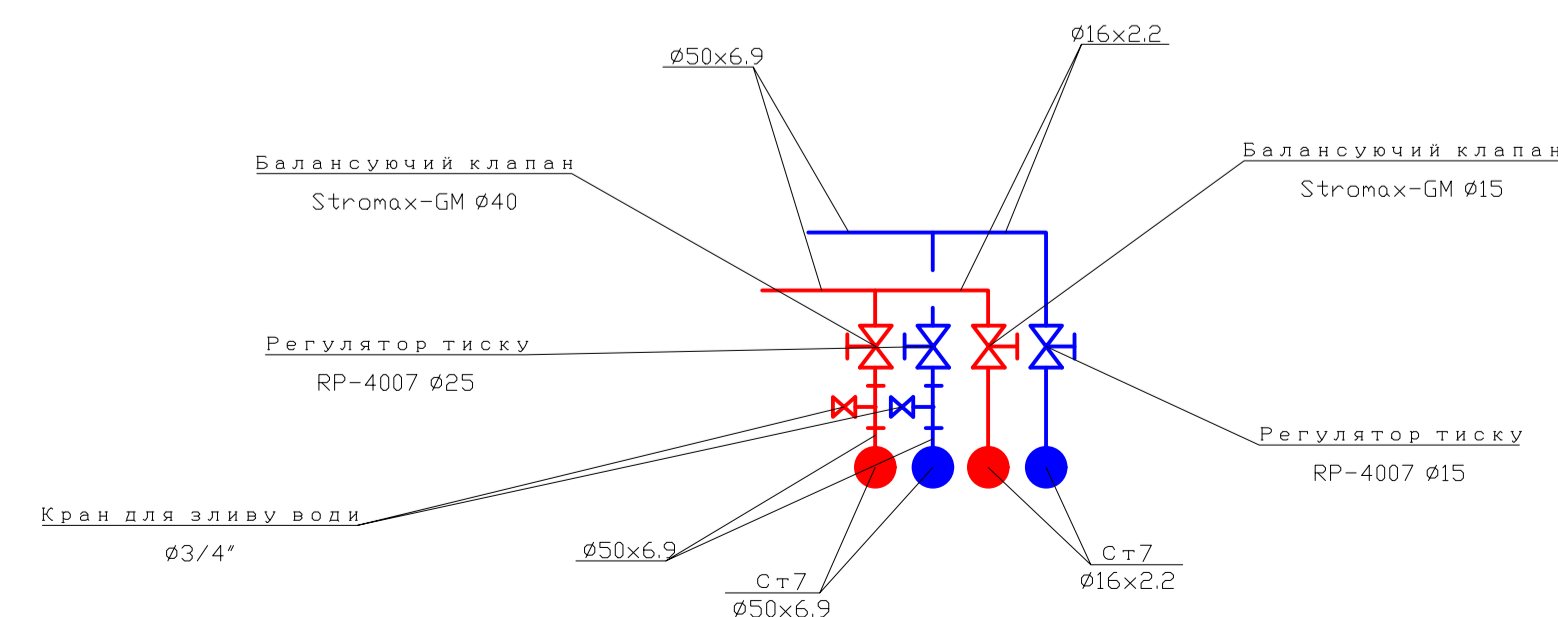 Ø16x2.2
Ø50x6.9
Балансуючий клапан
Stromax-GM Ø15
Балансуючий клапан
Stromax-GM Ø40
Регулятор тиску
RP-4007 Ø25
Регулятор тиску
RP-4007 Ø15
Кран для зливу води
Ø3/4"
Ø50x6.9
Ст7
Ø16x2.2
Ст7
Ø50x6.9